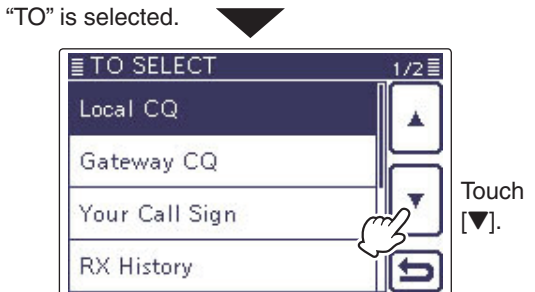 “TO” is selected.
TO SELECT 1/2
Local CQ
Gateway CQ
Your Call Sign
RX History
Touch
[▼].